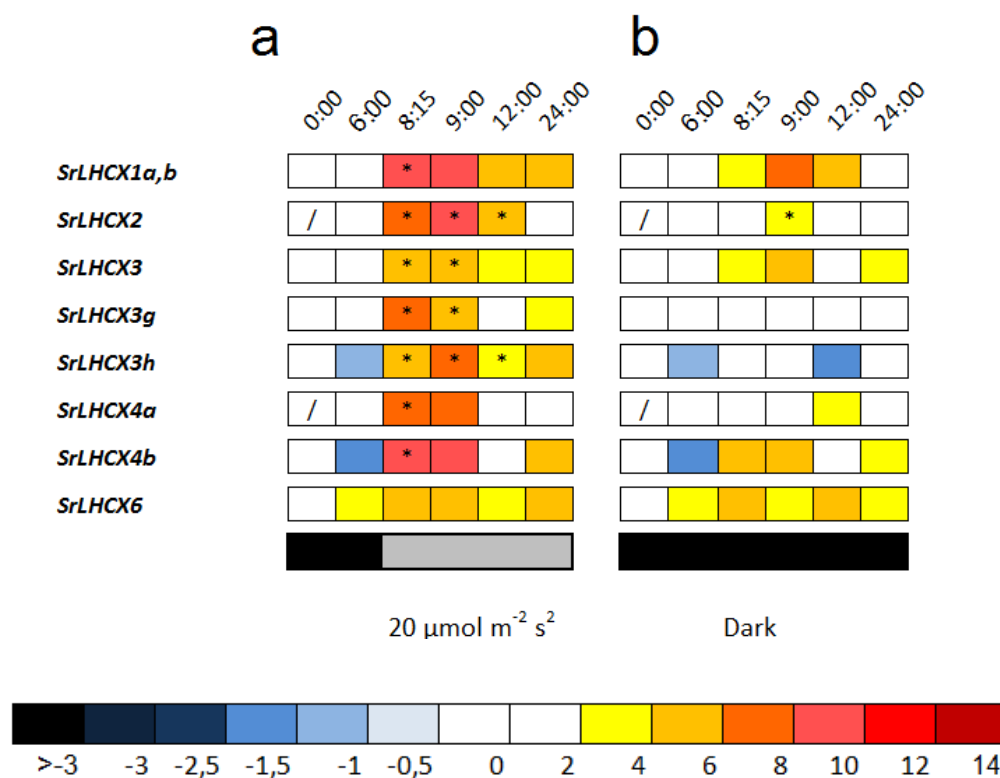 a b
0:00 6:00 8:15 9:00 12:00 24:00 0:00 6:00 8:15 9:00 12:00 24:00
SrLHCX1a,b *
SrLHCX2 / * * * / *
SrLHCX3 * *
SrLHCX3g * *
SrLHCX3h * * *
SrLHCX4a / * /
SrLHCX4b *
SrLHCX6
20 µmol m⁻² s² Dark
>-3 -3 -2,5 -1,5 -1 -0,5 0 2 4 6 8 10 12 14